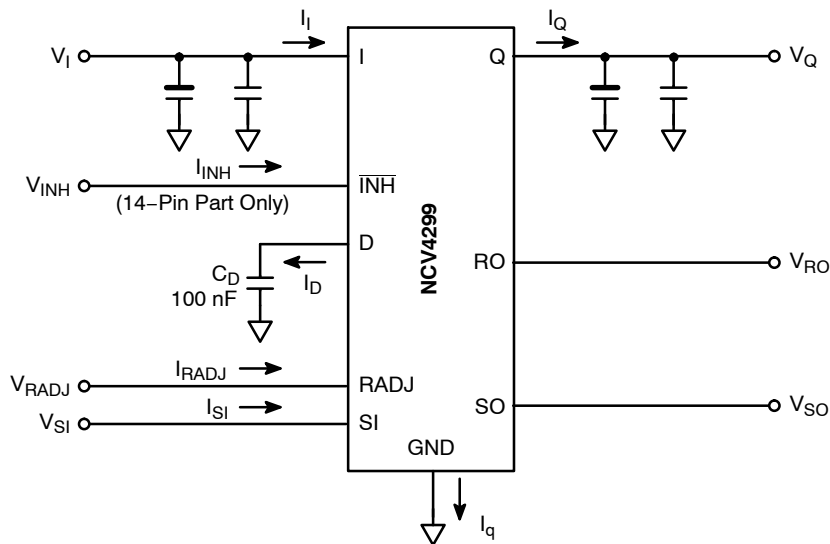 I_I
I_Q
V_I
I
Q
V_Q
I_INH
V_INH
INH
(14−Pin Part Only)
NCV4299
D
C_D
100 nF
I_D
RO
V_RO
I_RADJ
V_RADJ
RADJ
I_SI
V_SI
SI
SO
V_SO
GND
I_q